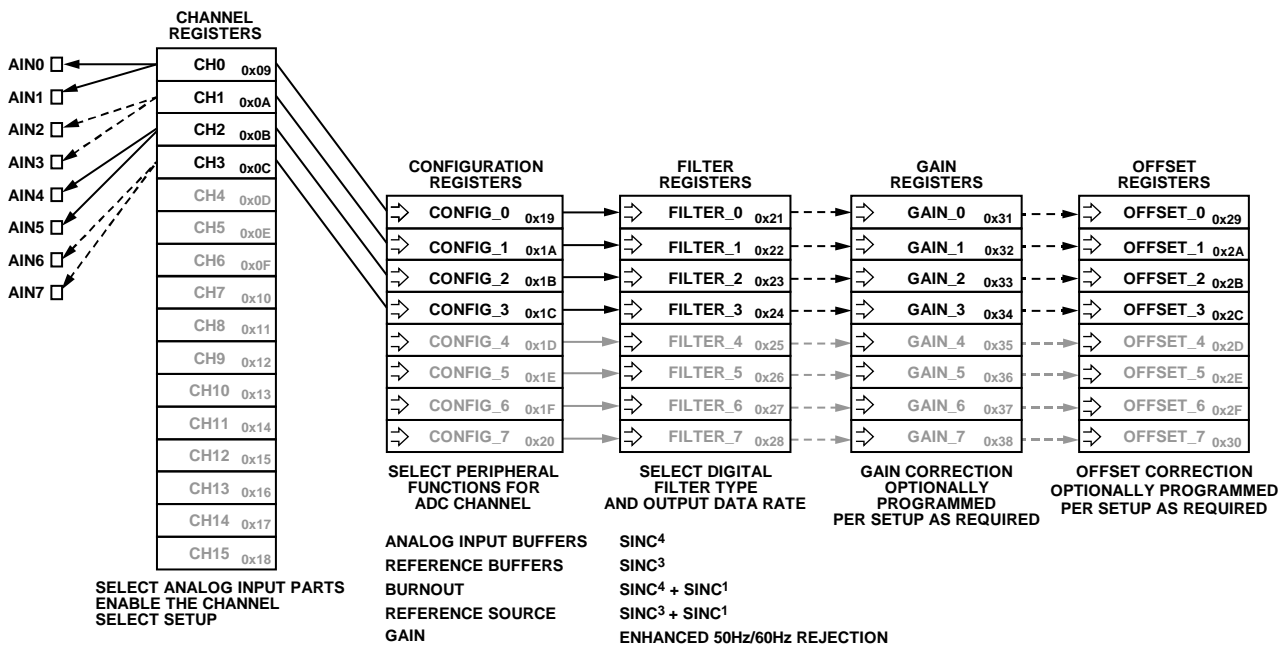 CHANNEL
REGISTERS
AIN0
AIN1
AIN2
AIN3
AIN4
AIN5
AIN6
AIN7
CH0 0x09
CH1 0x0A
CH2 0x0B
CH3 0x0C
CH4 0x0D
CH5 0x0E
CH6 0x0F
CH7 0x10
CH8 0x11
CH9 0x12
CH10 0x13
CH11 0x14
CH12 0x15
CH13 0x16
CH14 0x17
CH15 0x18
SELECT ANALOG INPUT PARTS
ENABLE THE CHANNEL
SELECT SETUP
CONFIGURATION
REGISTERS
CONFIG_0 0x19
CONFIG_1 0x1A
CONFIG_2 0x1B
CONFIG_3 0x1C
CONFIG_4 0x1D
CONFIG_5 0x1E
CONFIG_6 0x1F
CONFIG_7 0x20
SELECT PERIPHERAL
FUNCTIONS FOR
ADC CHANNEL
ANALOG INPUT BUFFERS
REFERENCE BUFFERS
BURNOUT
REFERENCE SOURCE
GAIN
FILTER
REGISTERS
FILTER_0 0x21
FILTER_1 0x22
FILTER_2 0x23
FILTER_3 0x24
FILTER_4 0x25
FILTER_5 0x26
FILTER_6 0x27
FILTER_7 0x28
SELECT DIGITAL
FILTER TYPE
AND OUTPUT DATA RATE
SINC4
SINC3
SINC4 + SINC1
SINC3 + SINC1
ENHANCED 50Hz/60Hz REJECTION
GAIN
REGISTERS
GAIN_0 0x31
GAIN_1 0x32
GAIN_2 0x33
GAIN_3 0x34
GAIN_4 0x35
GAIN_5 0x36
GAIN_6 0x37
GAIN_7 0x38
GAIN CORRECTION
OPTIONALLY
PROGRAMMED
PER SETUP AS REQUIRED
OFFSET
REGISTERS
OFFSET_0 0x29
OFFSET_1 0x2A
OFFSET_2 0x2B
OFFSET_3 0x2C
OFFSET_4 0x2D
OFFSET_5 0x2E
OFFSET_6 0x2F
OFFSET_7 0x30
OFFSET CORRECTION
OPTIONALLY PROGRAMMED
PER SETUP AS REQUIRED